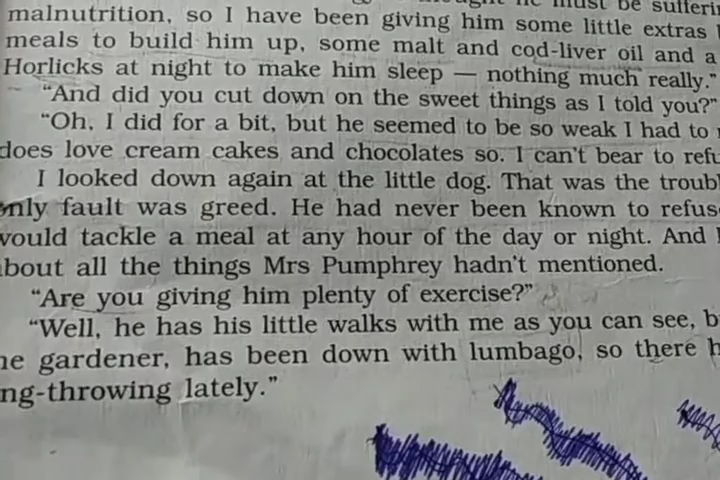 must be
malnutrition, so I have been giving him some little extras
meals to build him up, some malt and cod-liver oil and a
Horlicks at night to make him sleep — nothing much really."
"And did you cut down on the sweet things as I told you?"
"Oh, I did for a bit, but he seemed to be so weak I had to
does love cream cakes and chocolates so. I can't bear to
I looked down again at the little dog. That was the
fault was greed. He had never been known to
would tackle a meal at any hour of the day or night. And
about all the things Mrs Pumphrey hadn't mentioned.
"Are you giving him plenty of exercise?"
"Well, he has his little walks with me as you can see,
gardener, has been down with lumbago, so there
ng-throwing lately."